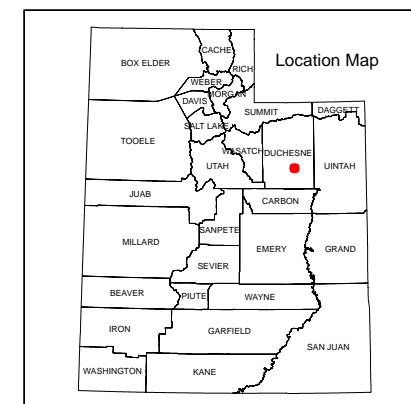 Location Map
CACHE
BOX ELDER
RICH
WEBER
MORGAN
DAVIS
SUMMIT
DAGGETT
SALT LAKE
TOOELE
WASATCH
DUCHESNE
UTAH
UINTAH
JUAB
CARBON
SANPETE
MILLARD
EMERY
GRAND
SEVIER
BEAVER
PIUTE
WAYNE
IRON
GARFIELD
SAN JUAN
WASHINGTON
KANE